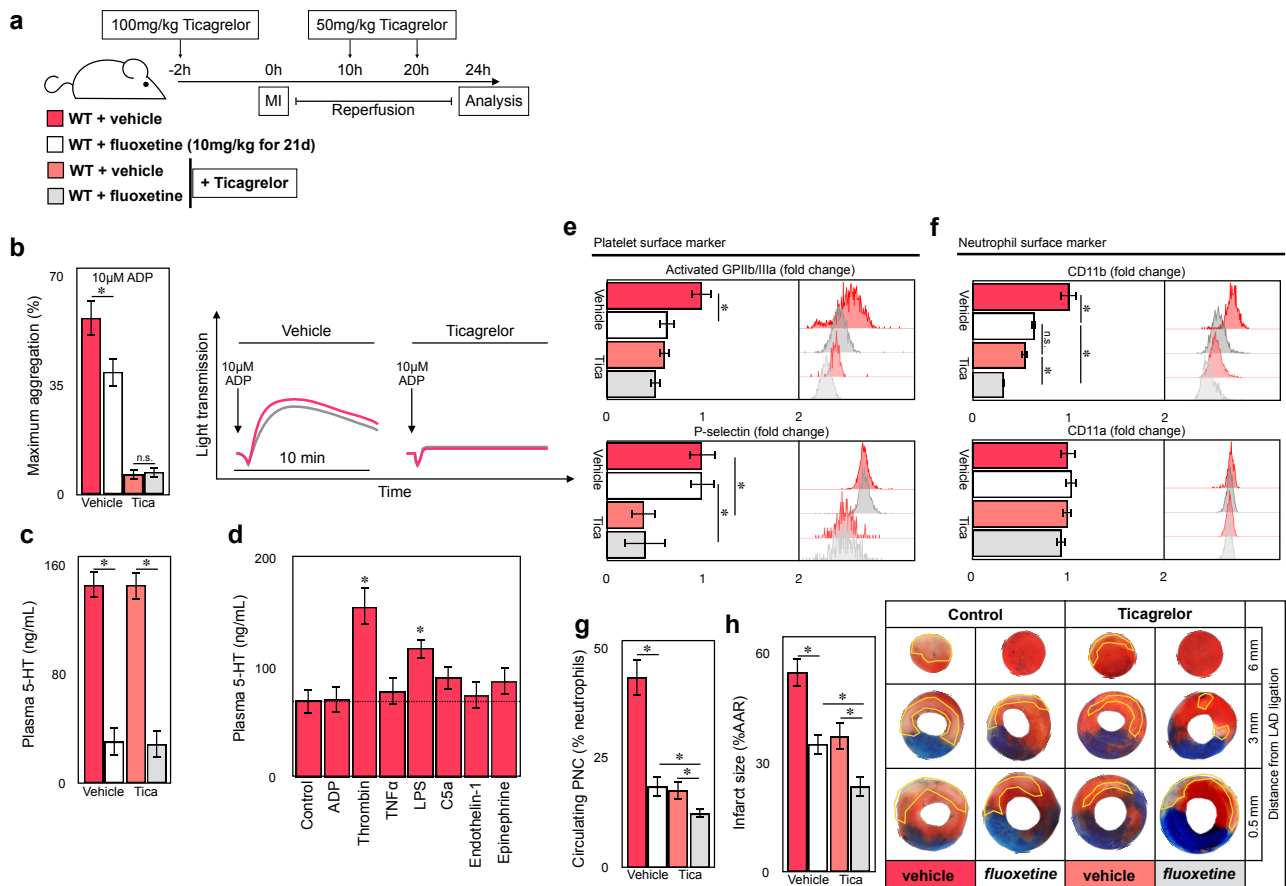 a
100mg/kg Ticagrelor
50mg/kg Ticagrelor
-2h
0h
10h
20h
24h
MI
Reperfusion
Analysis
WT + vehicle
WT + fluoxetine (10mg/kg for 21d)
WT + vehicle
WT + fluoxetine
+ Ticagrelor
b
Maximum aggregation (%)
70
35
0
10µM ADP
*
n.s.
Vehicle
Tica
Light transmission
Vehicle
Ticagrelor
10µM
ADP
10µM
ADP
10 min
Time
c
Plasma 5-HT (ng/mL)
160
80
0
*
*
Vehicle
Tica
d
Plasma 5-HT (ng/mL)
200
100
0
*
*
Control
ADP
Thrombin
TNFα
LPS
C5a
Endothelin-1
Epinephrine
e
Platelet surface marker
Activated GPIIb/IIIa (fold change)
Vehicle
Tica
*
0
1
2
P-selectin (fold change)
Vehicle
Tica
*
*
0
1
2
f
Neutrophil surface marker
CD11b (fold change)
Vehicle
Tica
*
n.s.
*
*
0
1
2
CD11a (fold change)
Vehicle
Tica
0
1
2
g
Circulating PNC (% neutrophils)
50
25
0
*
*
*
Vehicle
Tica
h
Infarct size (%AAR)
60
30
0
*
*
*
Vehicle
Tica
Control
Ticagrelor
6 mm
3 mm
0.5 mm
Distance from LAD ligation
vehicle
fluoxetine
vehicle
fluoxetine